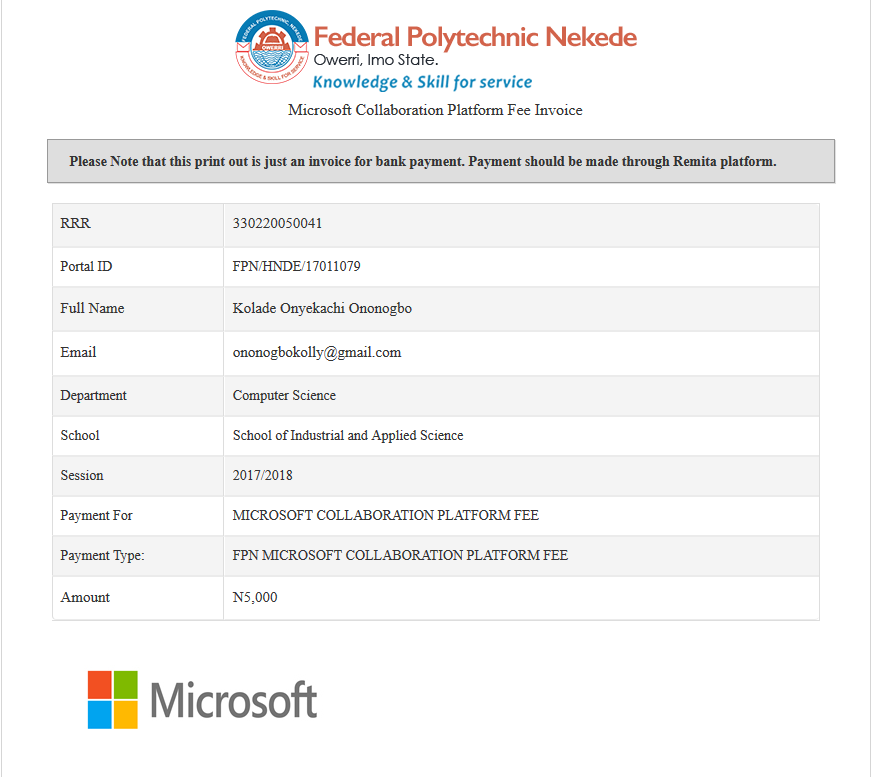 FEDERAL POLYTECHNIC, NEKEDE
OWERRI
KNOWLEDGE & SKILL FOR SERVICE
Federal Polytechnic Nekede
Owerri, Imo State.
Knowledge & Skill for service
Microsoft Collaboration Platform Fee Invoice
Please Note that this print out is just an invoice for bank payment. Payment should be made through Remita platform.
RRR 330220050041
Portal ID FPN/HNDE/17011079
Full Name Kolade Onyekachi Ononogbo
Email ononogbokolly@gmail.com
Department Computer Science
School School of Industrial and Applied Science
Session 2017/2018
Payment For MICROSOFT COLLABORATION PLATFORM FEE
Payment Type: FPN MICROSOFT COLLABORATION PLATFORM FEE
Amount N5,000
Microsoft